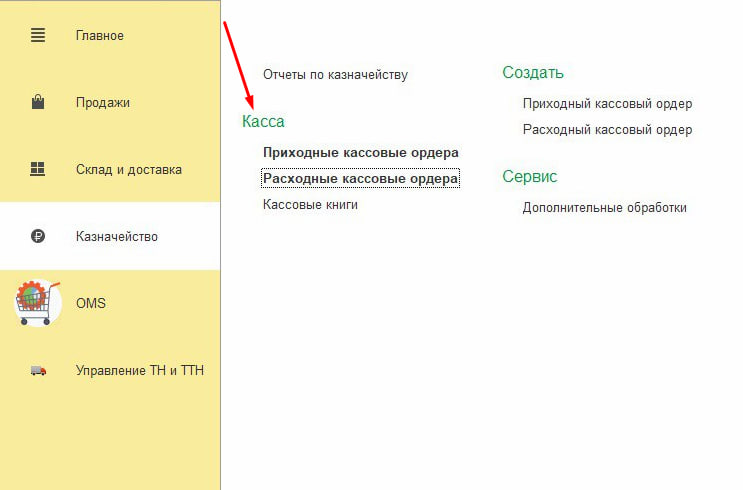 Главное
Продажи
Склад и доставка
Казначейство
OMS
Управление ТН и ТТН
Отчеты по казначейству
Касса
Приходные кассовые ордера
Расходные кассовые ордера
Кассовые книги
Создать
Приходный кассовый ордер
Расходный кассовый ордер
Сервис
Дополнительные обработки